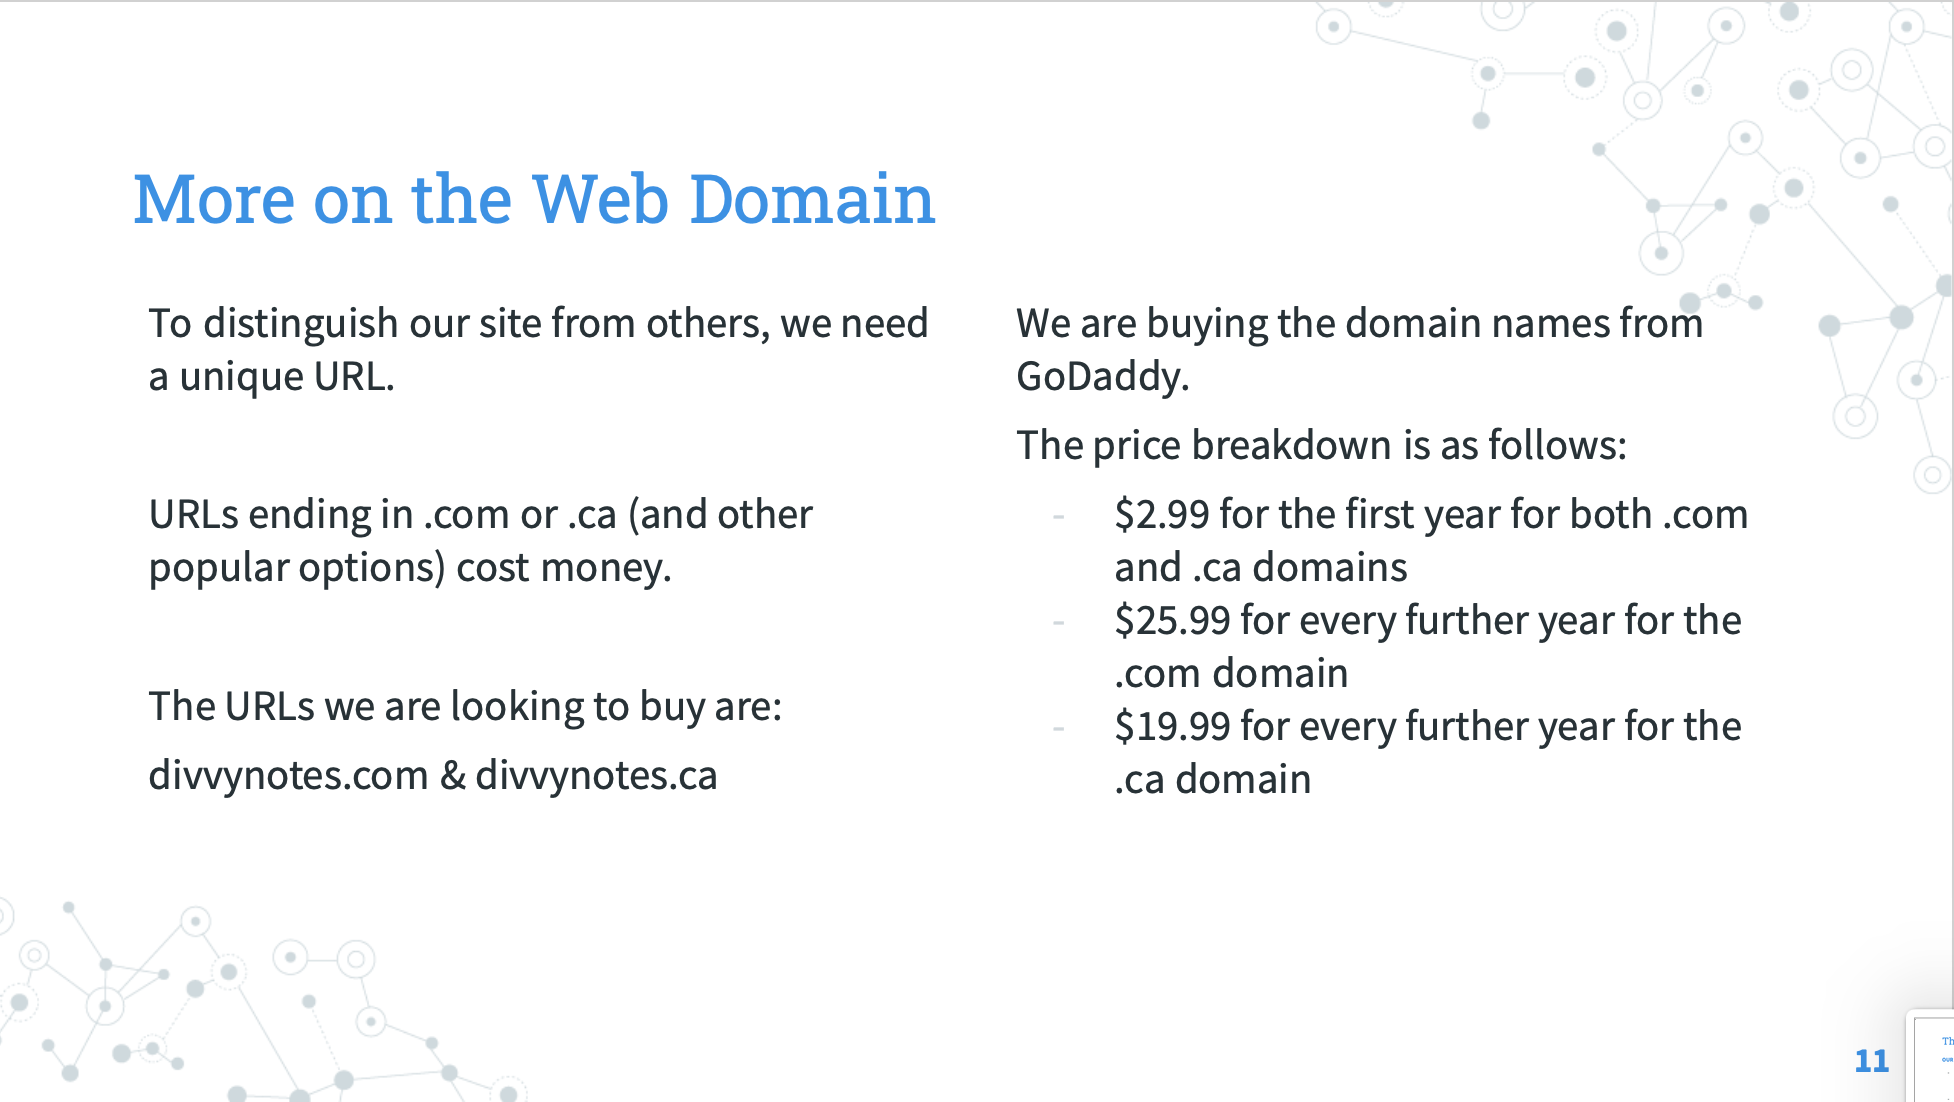 More on the Web Domain
To distinguish our site from others, we need
a unique URL.
URLs ending in .com or .ca (and other
popular options) cost money.
The URLs we are looking to buy are:
divvynotes.com & divvynotes.ca
We are buying the domain names from
GoDaddy.
The price breakdown is as follows:
- $2.99 for the first year for both .com
and .ca domains
- $25.99 for every further year for the
.com domain
- $19.99 for every further year for the
.ca domain
11